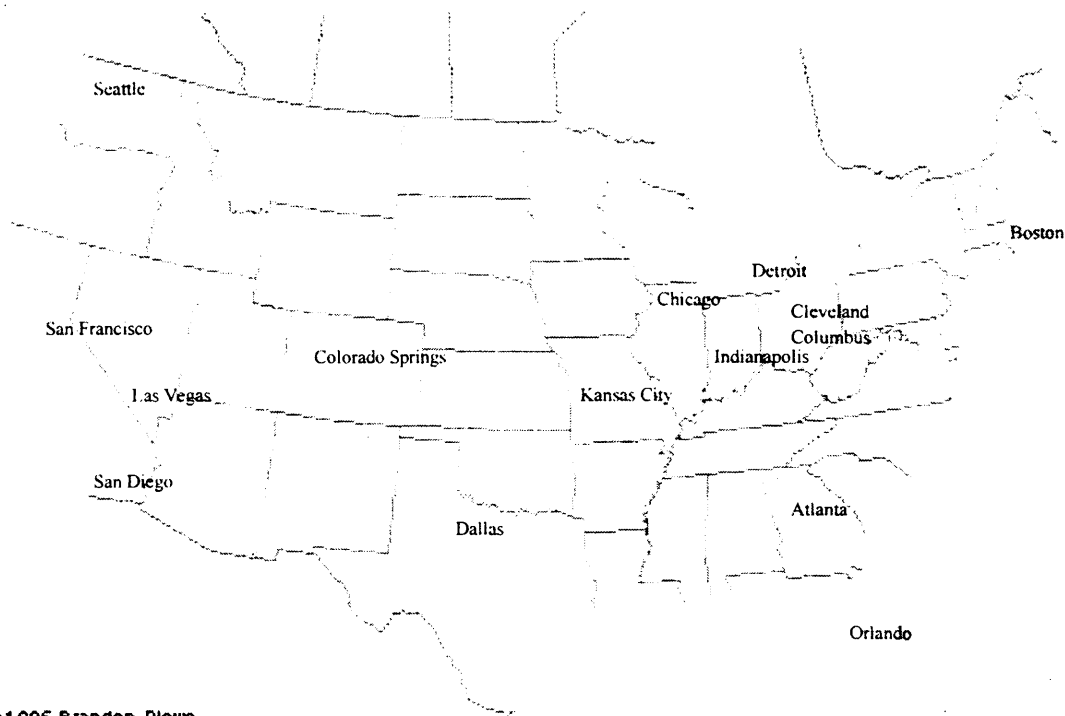 Seattle
Boston
Detroit
Chicago
Cleveland
San Francisco
Columbus
Colorado Springs
Indianapolis
Las Vegas
Kansas City
San Diego
Atlanta
Dallas
Orlando
Brandon